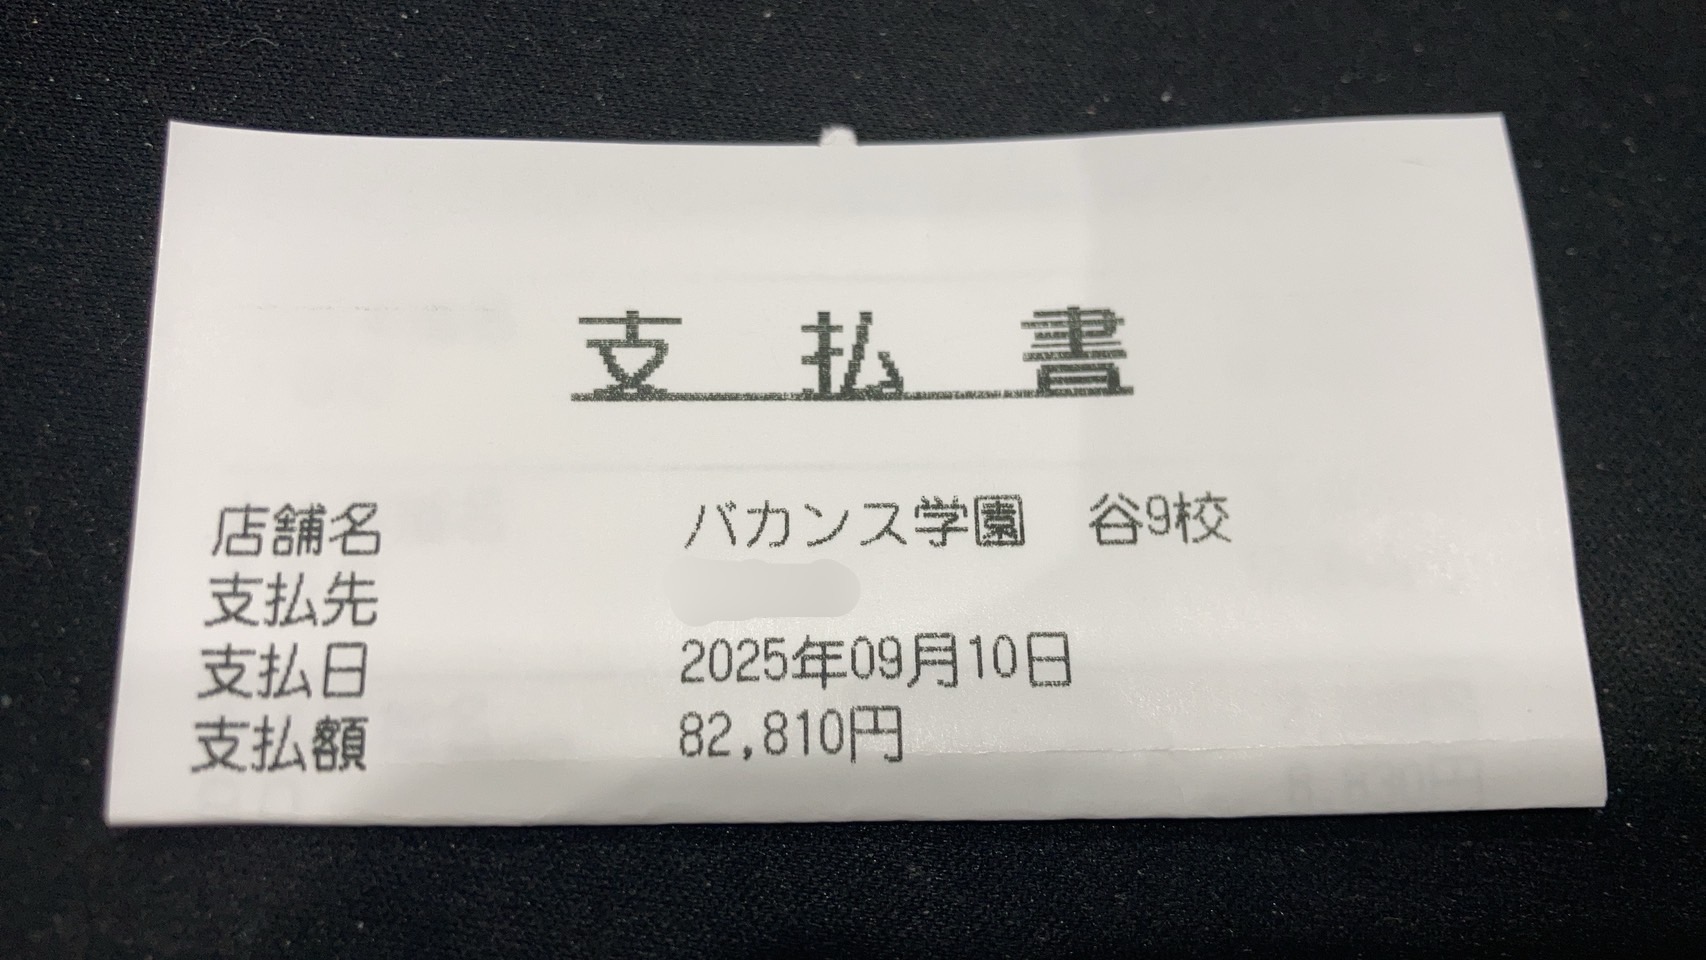 支払書
店舗名 バカンス学園 谷9校
支払先
支払日 2025年09月10日
支払額 82,810円